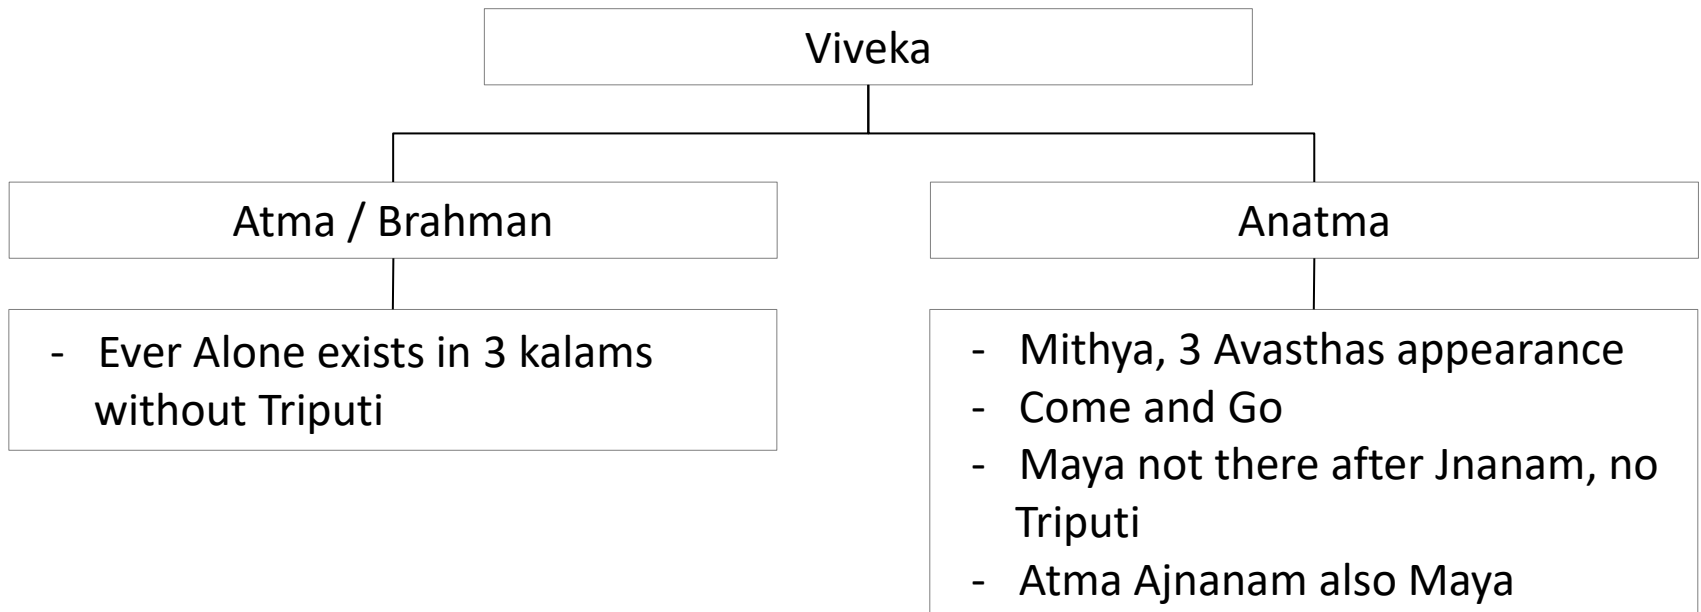 Viveka
Atma / Brahman
Anatma
- Ever Alone exists in 3 kalams
without Triputi
- Mithya, 3 Avasthas appearance
- Come and Go
- Maya not there after Jnanam, no
Triputi
- Atma Ajnanam also Maya